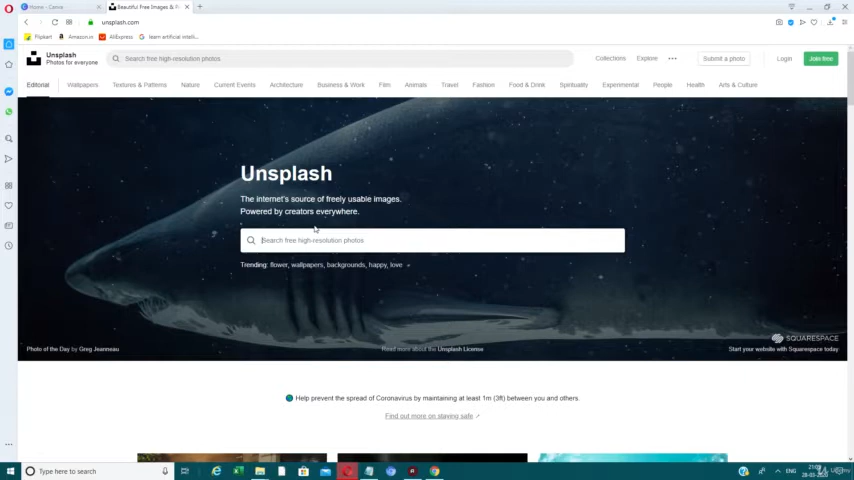 Home - Canva
Beautiful Free Images & Pi
unsplash.com
Flipkart
Amazon.in
AliExpress
learn artificial intelli...
Unsplash
Photos for everyone
Search free high-resolution photos
Collections
Explore
Submit a photo
Login
Join free
Editorial
Wallpapers
Textures & Patterns
Nature
Current Events
Architecture
Business & Work
Film
Animals
Travel
Fashion
Food & Drink
Spirituality
Experimental
People
Health
Arts & Culture
Unsplash
The internet's source of freely usable images.
Powered by creators everywhere.
Search free high-resolution photos
Trending: flower, wallpapers, backgrounds, happy, love
Photo of the Day by Greg Jeanneau
Read more about the Unsplash License
SQUARESPACE
Start your website with Squarespace today
Help prevent the spread of Coronavirus by maintaining at least 1m (3ft) between you and others.
Find out more on staying safe
Type here to search
ENG